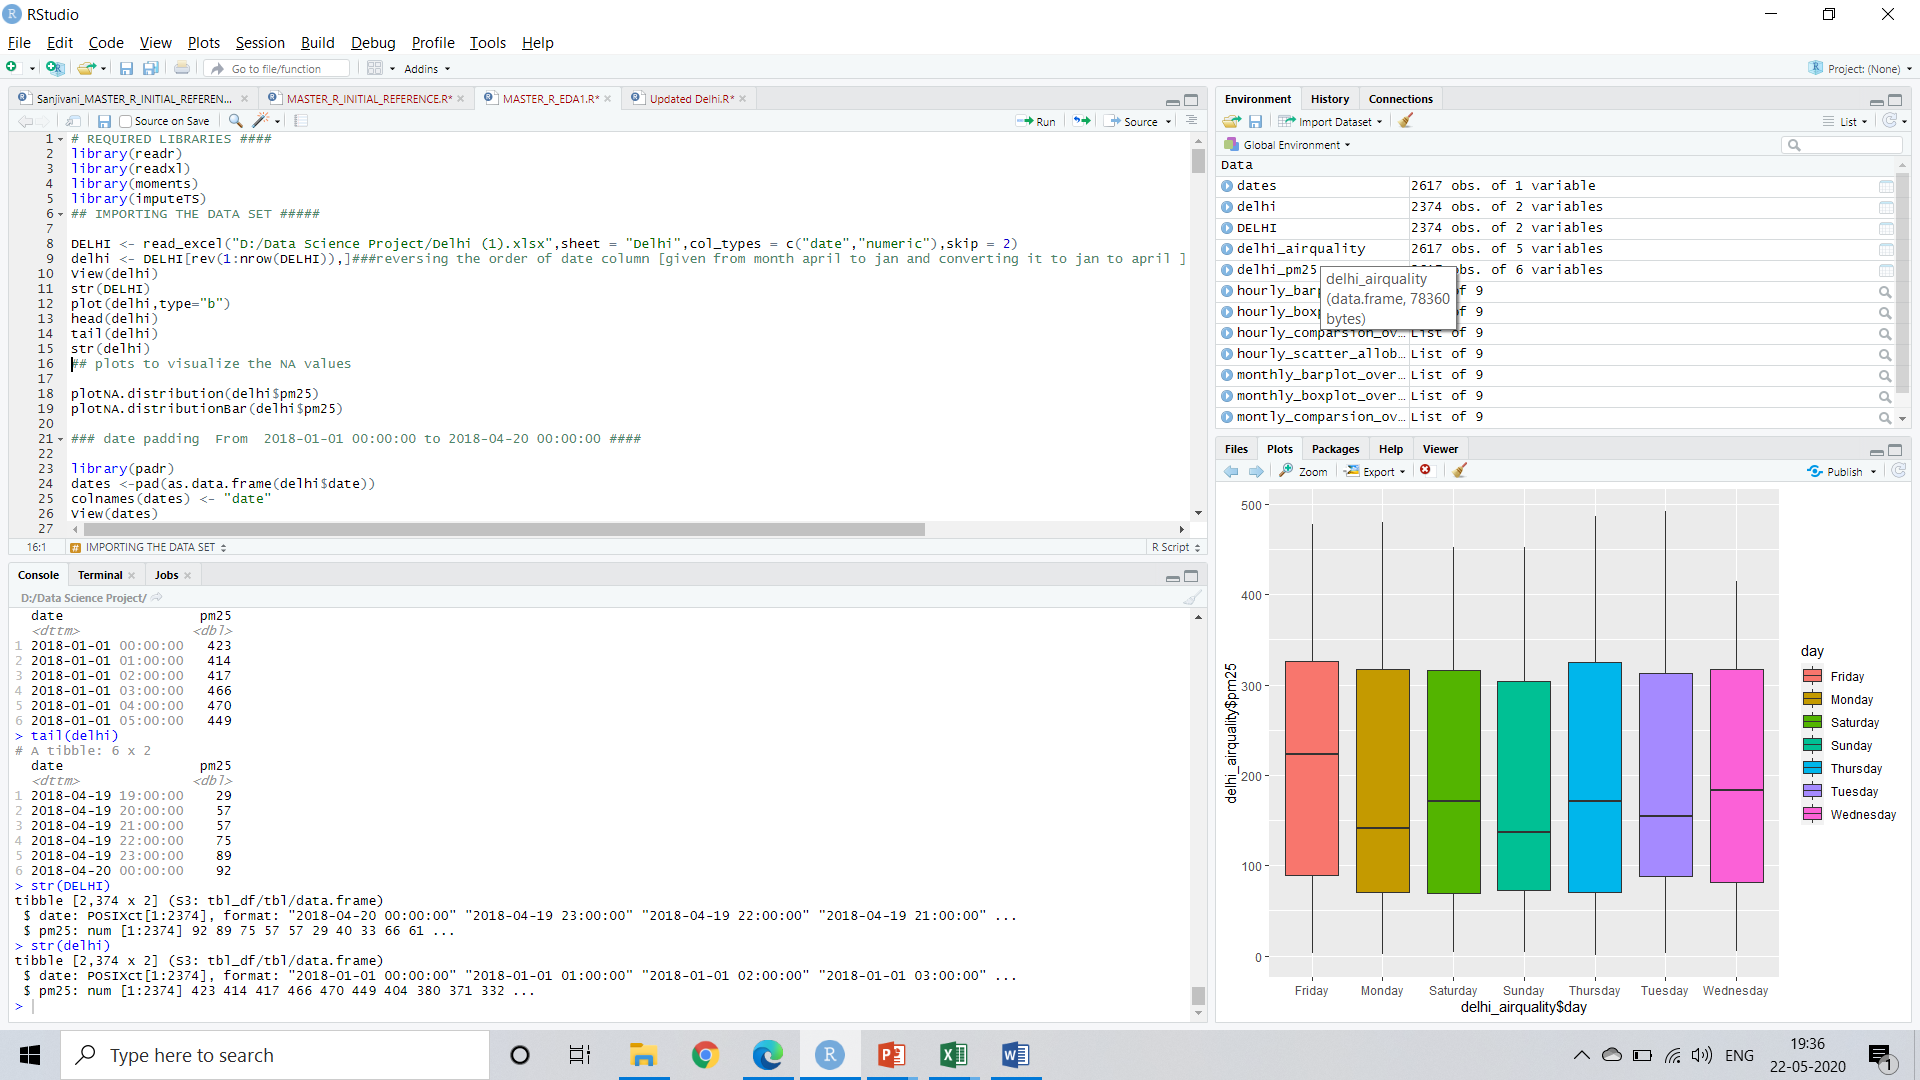 RStudio
File Edit Code View Plots Session Build Debug Profile Tools Help
Go to file/function Addins Project: (None)
Sanjivani_MASTER_R_INITIAL_REFEREN... MASTER_R_INITIAL_REFERENCE.R* MASTER_R_EDA1.R* Updated Delhi.R*
Source on Save Run Source
1 # REQUIRED LIBRARIES ####
2 library(readr)
3 library(readxl)
4 library(moments)
5 library(imputeTS)
6 ## IMPORTING THE DATA SET #####
7
8 DELHI <- read_excel("D:/Data Science Project/Delhi (1).xlsx",sheet = "Delhi",col_types = c("date","numeric"),skip = 2)
9 delhi <- DELHI[rev(1:nrow(DELHI)),]###reversing the order of date column [given from month april to jan and converting it to jan to april ]
10 View(delhi)
11 str(DELHI)
12 plot(delhi,type="b")
13 head(delhi)
14 tail(delhi)
15 str(delhi)
16 ## plots to visualize the NA values
17
18 plotNA.distribution(delhi$pm25)
19 plotNA.distributionBar(delhi$pm25)
20
21 ### date padding  From  2018-01-01 00:00:00 to 2018-04-20 00:00:00 ####
22
23 library(padr)
24 dates <-pad(as.data.frame(delhi$date))
25 colnames(dates) <- "date"
26 View(dates)
27
16:1 # IMPORTING THE DATA SET R Script
Console Terminal Jobs
D:/Data Science Project/
date pm25
<dttm> <dbl>
1 2018-01-01 00:00:00 423
2 2018-01-01 01:00:00 414
3 2018-01-01 02:00:00 417
4 2018-01-01 03:00:00 466
5 2018-01-01 04:00:00 470
6 2018-01-01 05:00:00 449
> tail(delhi)
# A tibble: 6 x 2
date pm25
<dttm> <dbl>
1 2018-04-19 19:00:00 29
2 2018-04-19 20:00:00 57
3 2018-04-19 21:00:00 57
4 2018-04-19 22:00:00 75
5 2018-04-19 23:00:00 89
6 2018-04-20 00:00:00 92
> str(DELHI)
tibble [2,374 x 2] (S3: tbl_df/tbl/data.frame)
$ date: POSIXct[1:2374], format: "2018-04-20 00:00:00" "2018-04-19 23:00:00" "2018-04-19 22:00:00" "2018-04-19 21:00:00" ...
$ pm25: num [1:2374] 92 89 75 57 57 29 40 33 66 61 ...
> str(delhi)
tibble [2,374 x 2] (S3: tbl_df/tbl/data.frame)
$ date: POSIXct[1:2374], format: "2018-01-01 00:00:00" "2018-01-01 01:00:00" "2018-01-01 02:00:00" "2018-01-01 03:00:00" ...
$ pm25: num [1:2374] 423 414 417 466 470 449 404 380 371 332 ...
>
Environment History Connections
Import Dataset List
Global Environment
Data
dates 2617 obs. of 1 variable
delhi 2374 obs. of 2 variables
DELHI 2374 obs. of 2 variables
delhi_airquality 2617 obs. of 5 variables
delhi_pm25 obs. of 6 variables
hourly_barp of 9
hourly_boxp of 9
hourly_comparsion_ov... List of 9
hourly_scatter_allob... List of 9
monthly_barplot_over... List of 9
monthly_boxplot_over... List of 9
montly_comparsion_ov... List of 9
delhi_airquality
(data.frame, 78360
bytes)
Files Plots Packages Help Viewer
Zoom Export Publish
500
400
300
200
100
0
delhi_airquality$pm25
Friday Monday Saturday Sunday Thursday Tuesday Wednesday
delhi_airquality$day
day
Friday
Monday
Saturday
Sunday
Thursday
Tuesday
Wednesday
Type here to search
ENG
19:36
22-05-2020
1